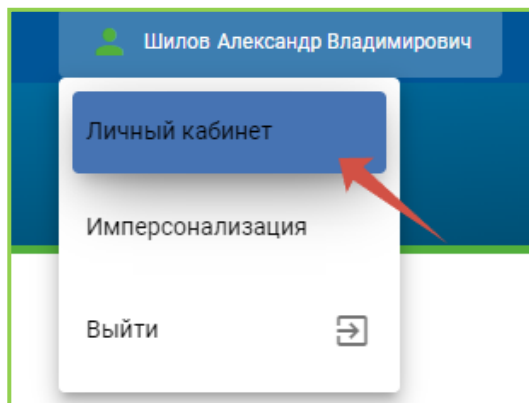 Шилов Александр Владимирович
Личный кабинет
Имперсонализация
Выйти